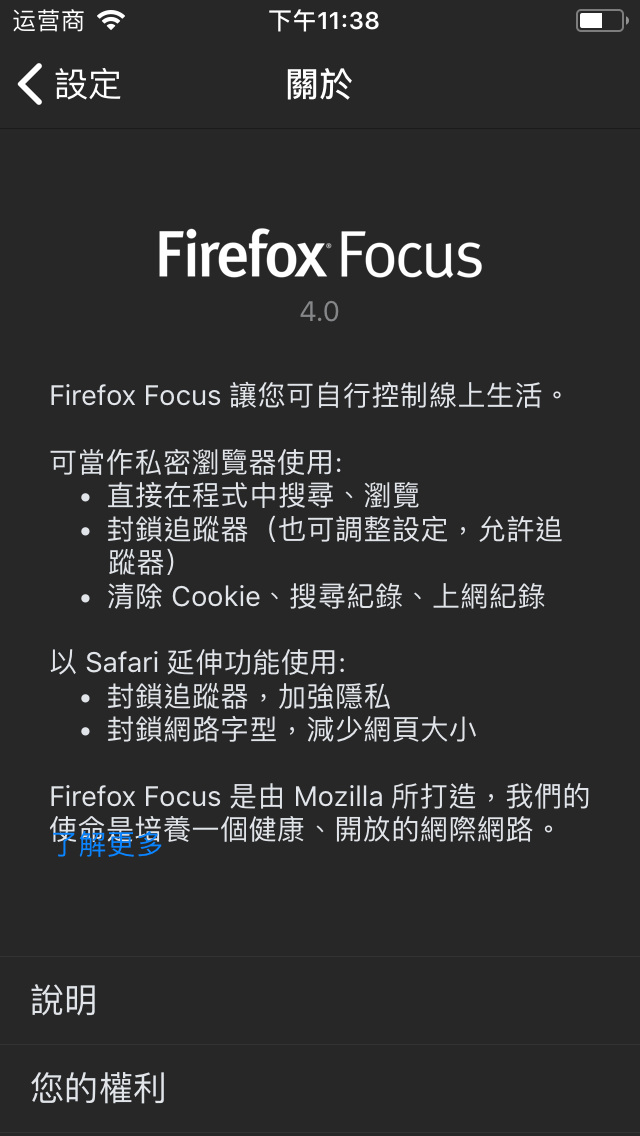 运营商 下午11:38
設定 關於
Firefox Focus
4.0
Firefox Focus 讓您可自行控制線上生活。
可當作私密瀏覽器使用:
• 直接在程式中搜尋、瀏覽
• 封鎖追蹤器（也可調整設定，允許追
蹤器）
• 清除 Cookie、搜尋紀錄、上網紀錄
以 Safari 延伸功能使用:
• 封鎖追蹤器，加強隱私
• 封鎖網路字型，減少網頁大小
Firefox Focus 是由 Mozilla 所打造，我們的
使命是培養一個健康、開放的網際網路。
了解更多
說明
您的權利